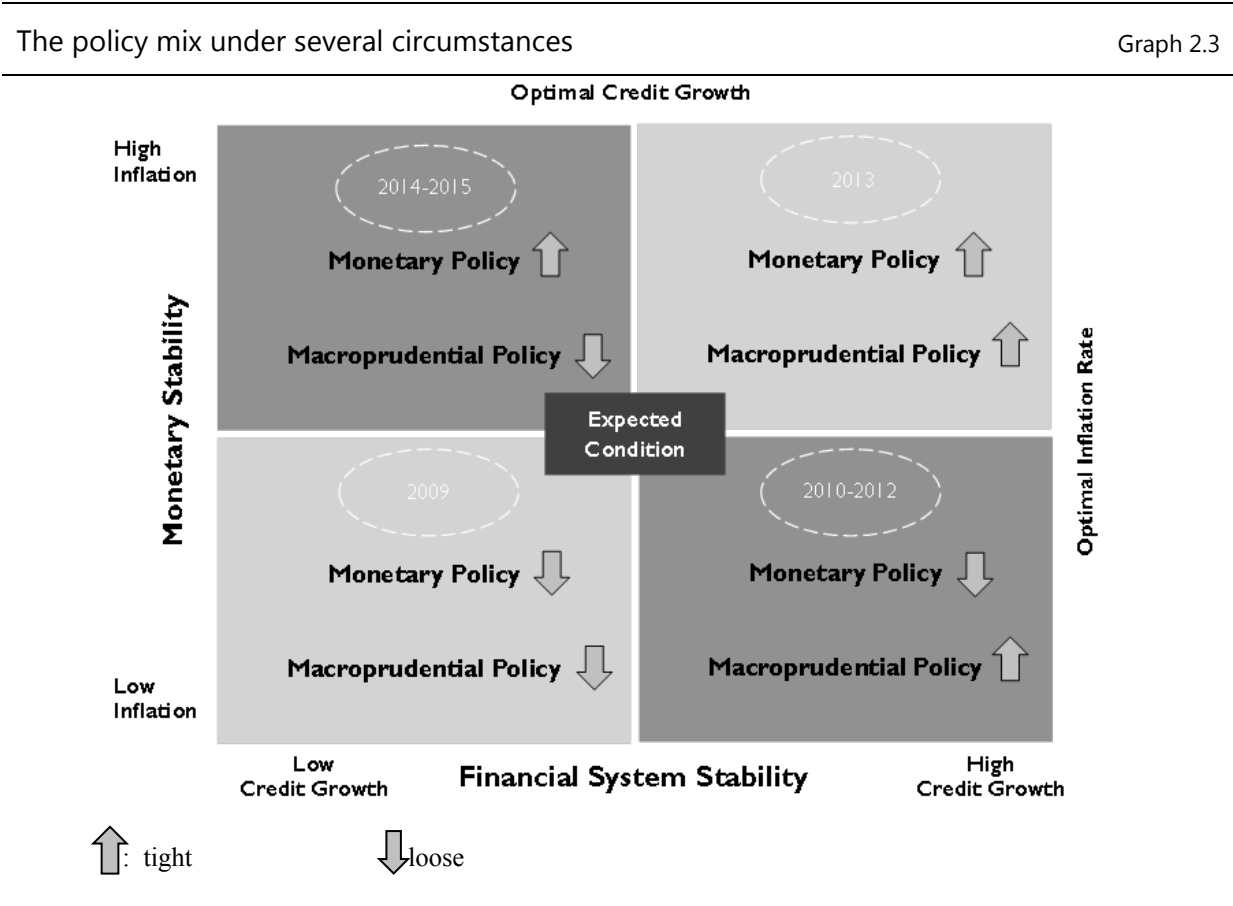 The policy mix under several circumstances
Graph 2.3
Optimal Credit Growth
High
Inflation
2014-2015
Monetary Policy
Macroprudential Policy
2013
Monetary Policy
Macroprudential Policy
Monetary Stability
Expected
Condition
Optimal Inflation Rate
2009
Monetary Policy
Macroprudential Policy
2010-2012
Monetary Policy
Macroprudential Policy
Low
Inflation
Low
Credit Growth
Financial System Stability
High
Credit Growth
: tight
loose